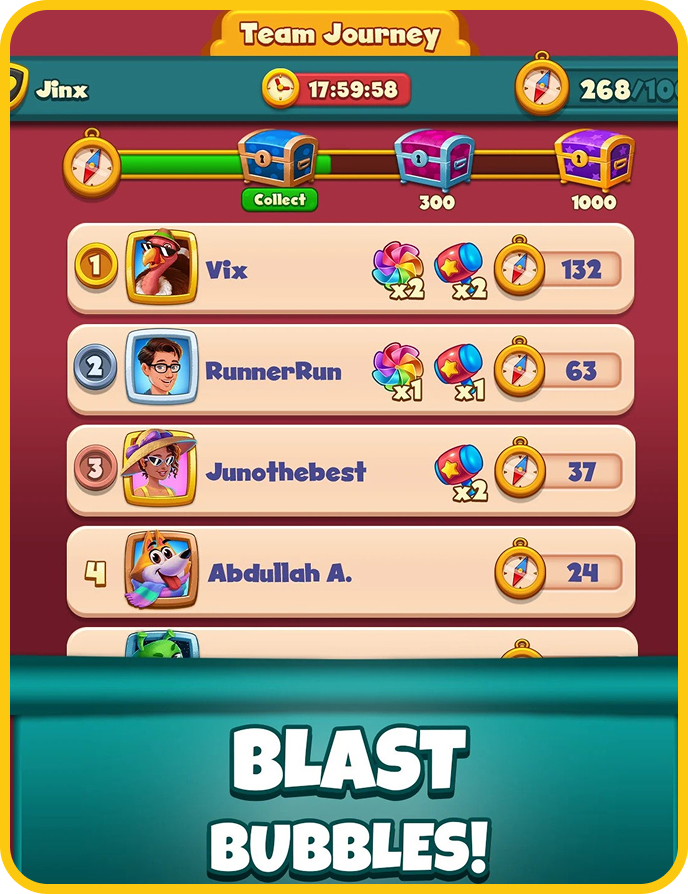 Team Journey
Jinx
17:59:58
268/100
Collect
300
1000
1
Vix
x2
x2
132
2
RunnerRun
x1
x1
63
3
Junothebest
x2
37
4
Abdullah A.
24
BLAST
BUBBLES!